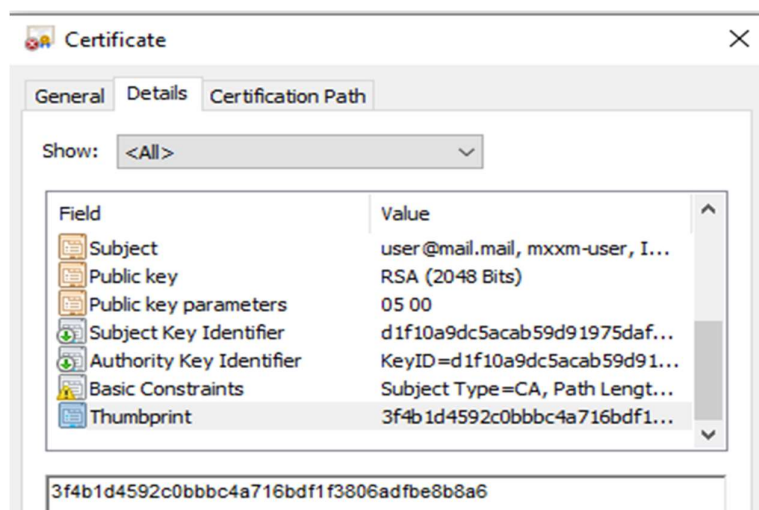 Certificate
General Details Certification Path
Show: <All>
Field Value
Subject user@mail.mail, mxxm-user, I...
Public key RSA (2048 Bits)
Public key parameters 05 00
Subject Key Identifier d1f10a9dc5acab59d91975daf...
Authority Key Identifier KeyID=d1f10a9dc5acab59d91...
Basic Constraints Subject Type=CA, Path Lengt...
Thumbprint 3f4b1d4592c0bbbc4a716bdf1...
3f4b1d4592c0bbbc4a716bdf1f3806adfbe8b8a6